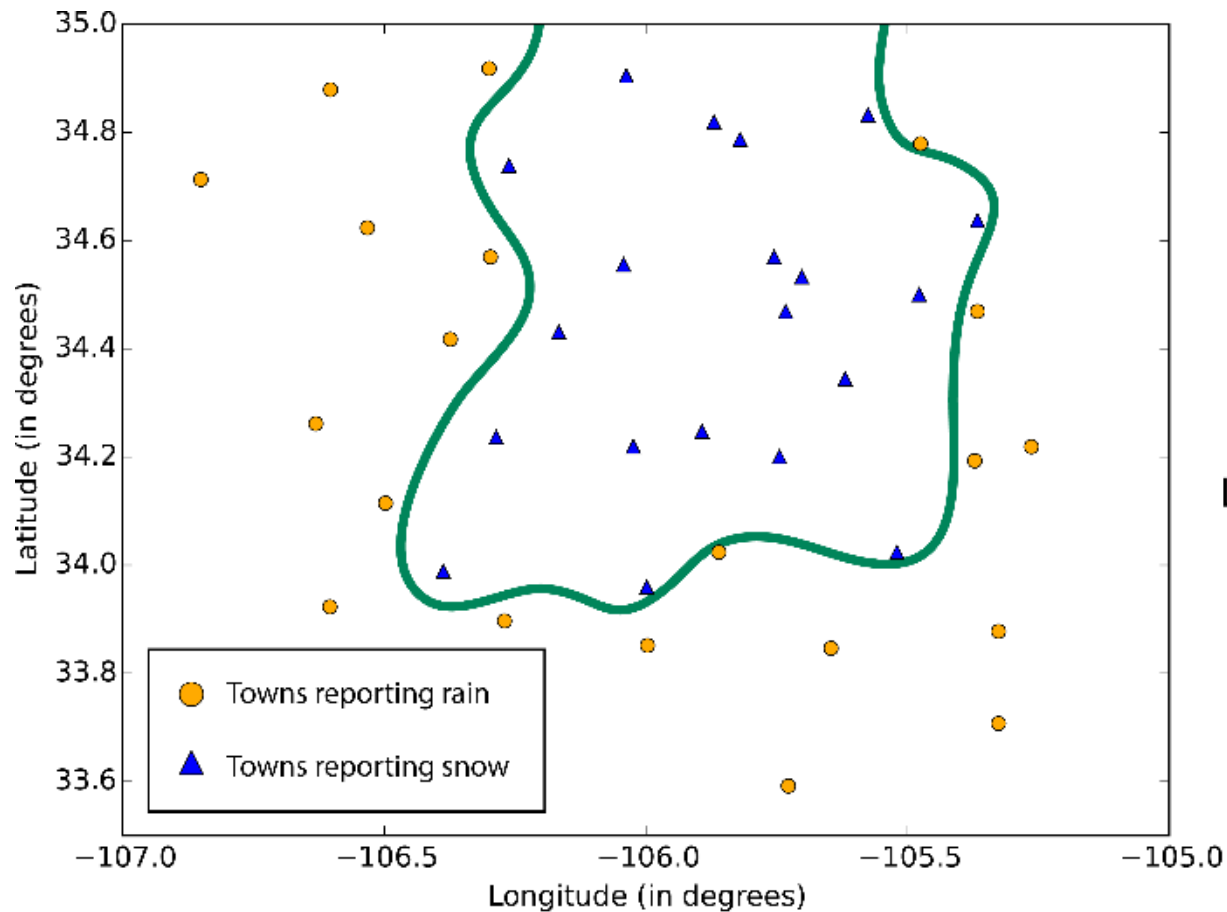 35.0
34.8
34.6
34.4
34.2
34.0
33.8
33.6
Latitude (in degrees)
Towns reporting rain
Towns reporting snow
−107.0 −106.5 −106.0 −105.5 −105.0
Longitude (in degrees)